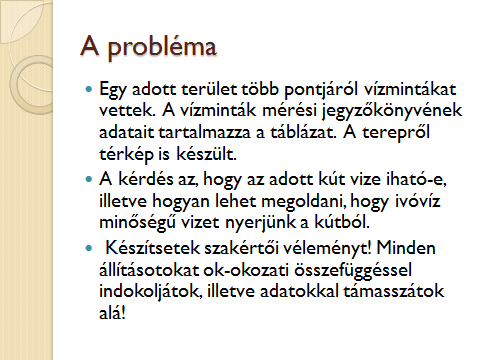 A probléma
Egy adott terület több pontjáról vízmintákat
vettek. A vízminták mérési jegyzőkönyvének
adatait tartalmazza a táblázat. A terepről
térkép is készült.
A kérdés az, hogy az adott kút vize iható-e,
illetve hogyan lehet megoldani, hogy ivóvíz
minőségű vizet nyerjünk a kútból.
Készítsetek szakértői véleményt! Minden
állításotokat ok-okozati összefüggéssel
indokoljátok, illetve adatokkal támasszátok
alá!